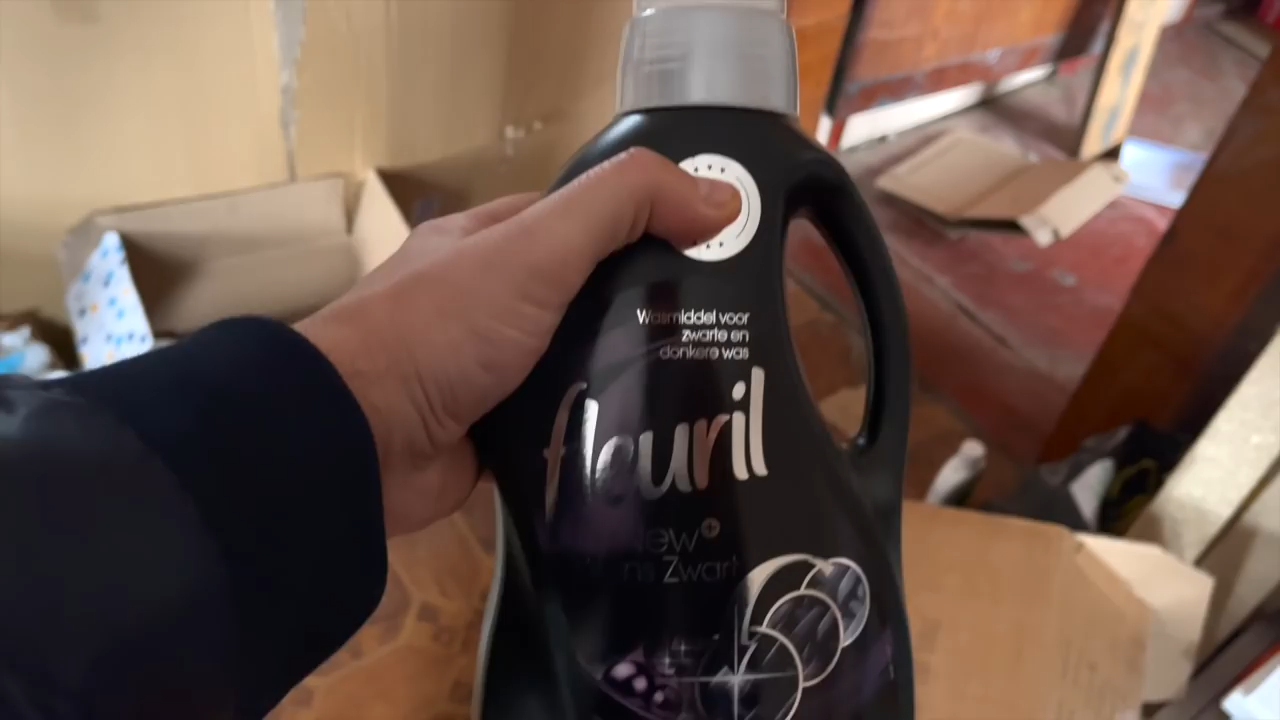 Wasmiddel voor
zwarte en
donkere was
fleuril
Zwart